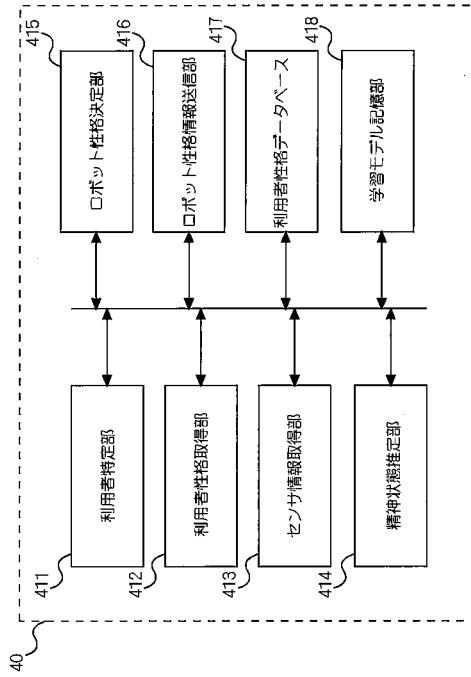 40
411
利用者特定部
412
利用者性格取得部
413
センサ情報取得部
414
精神状態推定部
415
ロボット性格決定部
416
ロボット性格情報送信部
417
利用者性格データベース
418
学習モデル記憶部